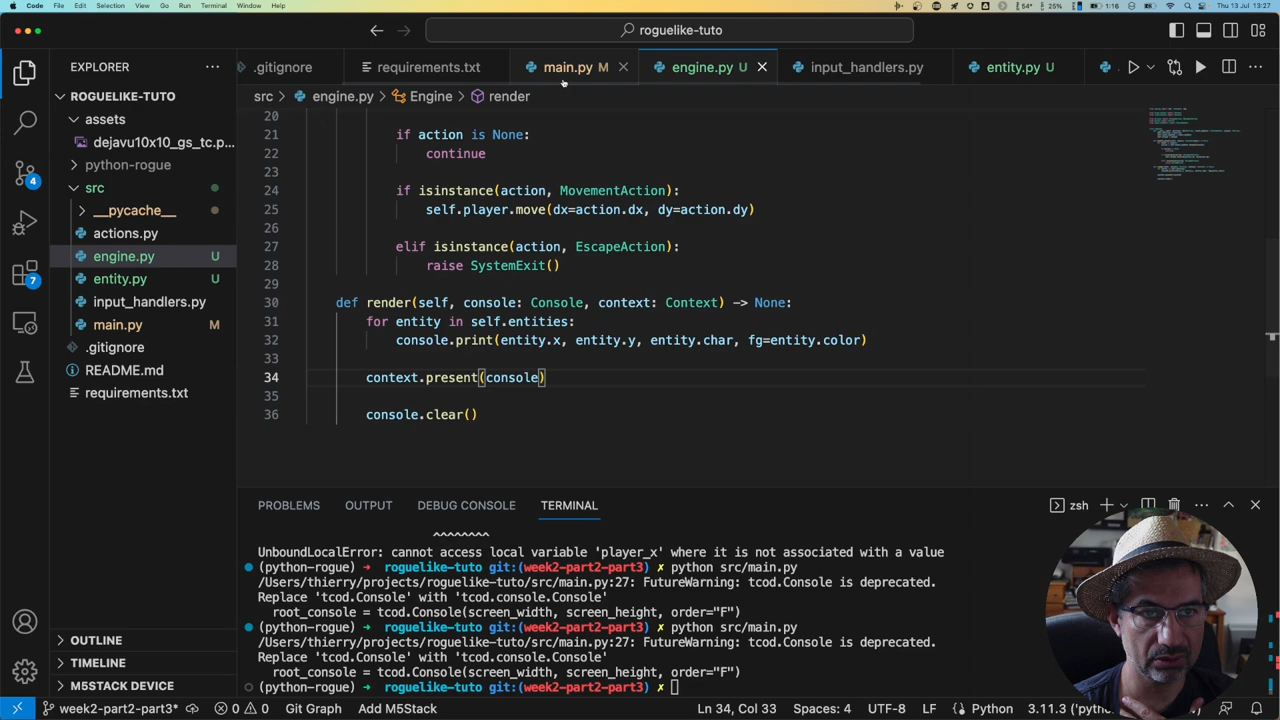 Code File Edit Selection View Go Run Terminal Window Help 54° 25% 1:16 Thu 13 Jul 13:27
roguelike-tuto
EXPLORER
.gitignore requirements.txt main.py M engine.py U input_handlers.py entity.py U
ROGUELIKE-TUTO
src > engine.py > Engine > render
assets
dejavu10x10_gs_tc.p...
python-rogue
src
__pycache__
actions.py
engine.py U
entity.py U
input_handlers.py
main.py M
.gitignore
README.md
requirements.txt
4
7
20
21 if action is None:
22 continue
23
24 if isinstance(action, MovementAction):
25 self.player.move(dx=action.dx, dy=action.dy)
26
27 elif isinstance(action, EscapeAction):
28 raise SystemExit()
29
30 def render(self, console: Console, context: Context) -> None:
31 for entity in self.entities:
32 console.print(entity.x, entity.y, entity.char, fg=entity.color)
33
34 context.present(console)
35
36 console.clear()
PROBLEMS OUTPUT DEBUG CONSOLE TERMINAL zsh
^^^^^^^^
UnboundLocalError: cannot access local variable 'player_x' where it is not associated with a value
(python-rogue) ➜ roguelike-tuto git:(week2-part2-part3) ✗ python src/main.py
/Users/thierry/projects/roguelike-tuto/src/main.py:27: FutureWarning: tcod.Console is deprecated.
Replace 'tcod.Console' with 'tcod.console.Console'
root_console = tcod.Console(screen_width, screen_height, order="F")
(python-rogue) ➜ roguelike-tuto git:(week2-part2-part3) ✗ python src/main.py
/Users/thierry/projects/roguelike-tuto/src/main.py:27: FutureWarning: tcod.Console is deprecated.
Replace 'tcod.Console' with 'tcod.console.Console'
root_console = tcod.Console(screen_width, screen_height, order="F")
(python-rogue) ➜ roguelike-tuto git:(week2-part2-part3) ✗
OUTLINE
TIMELINE
M5STACK DEVICE
week2-part2-part3* 0 0 Git Graph Add M5Stack Ln 34, Col 33 Spaces: 4 UTF-8 LF Python 3.11.3 ('pytho